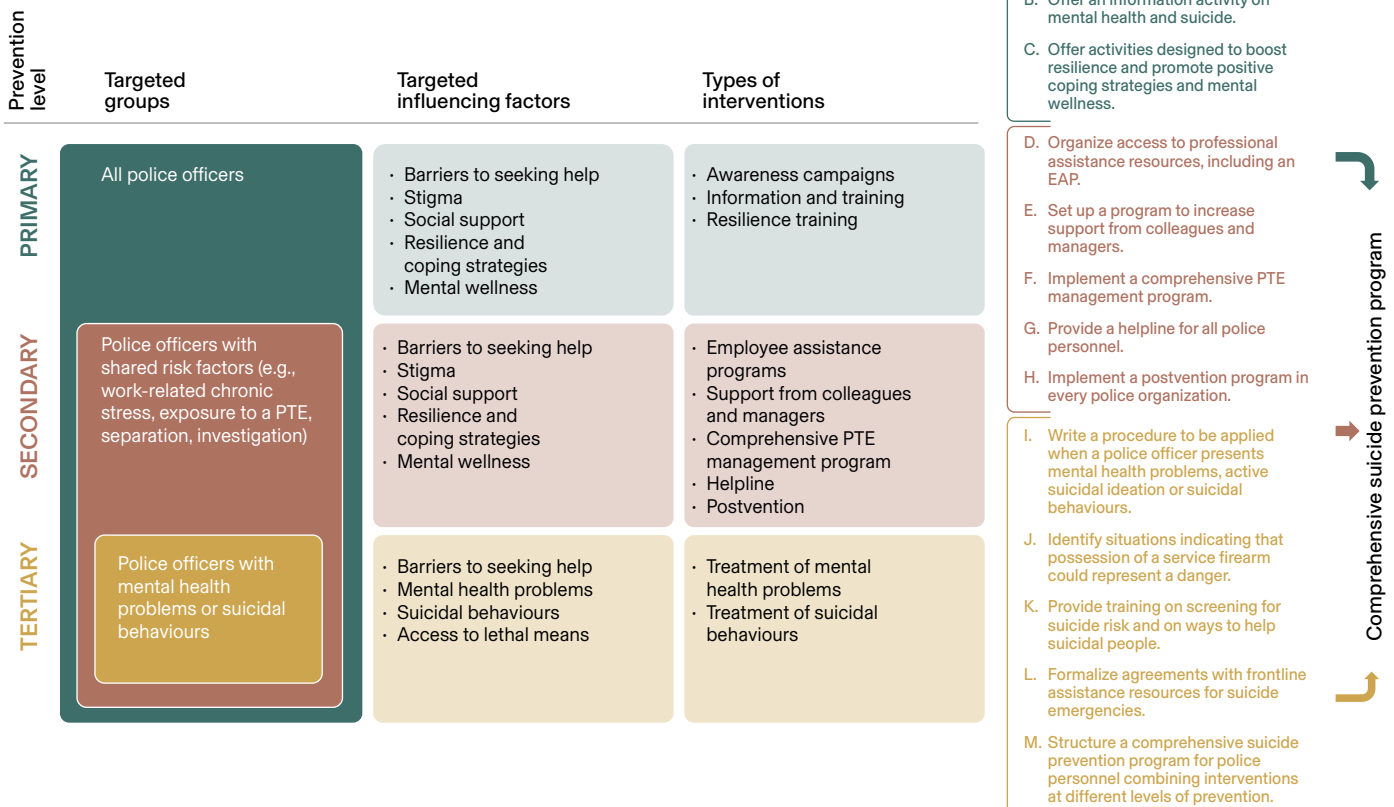 B. Offer an information activity on
mental health and suicide.
C. Offer activities designed to boost
resilience and promote positive
coping strategies and mental
wellness.
Prevention
level
Targeted
groups
Targeted
influencing factors
Types of
interventions
PRIMARY
All police officers
· Barriers to seeking help
· Stigma
· Social support
· Resilience and
coping strategies
· Mental wellness
· Awareness campaigns
· Information and training
· Resilience training
SECONDARY
Police officers with
shared risk factors (e.g.,
work-related chronic
stress, exposure to a PTE,
separation, investigation)
· Barriers to seeking help
· Stigma
· Social support
· Resilience and
coping strategies
· Mental wellness
· Employee assistance
programs
· Support from colleagues
and managers
· Comprehensive PTE
management program
· Helpline
· Postvention
TERTIARY
Police officers with
mental health
problems or suicidal
behaviours
· Barriers to seeking help
· Mental health problems
· Suicidal behaviours
· Access to lethal means
· Treatment of mental
health problems
· Treatment of suicidal
behaviours
D. Organize access to professional
assistance resources, including an
EAP.
E. Set up a program to increase
support from colleagues and
managers.
F. Implement a comprehensive PTE
management program.
G. Provide a helpline for all police
personnel.
H. Implement a postvention program in
every police organization.
I. Write a procedure to be applied
when a police officer presents
mental health problems, active
suicidal ideation or suicidal
behaviours.
J. Identify situations indicating that
possession of a service firearm
could represent a danger.
K. Provide training on screening for
suicide risk and on ways to help
suicidal people.
L. Formalize agreements with frontline
assistance resources for suicide
emergencies.
M. Structure a comprehensive suicide
prevention program for police
personnel combining interventions
at different levels of prevention.
Comprehensive suicide prevention program